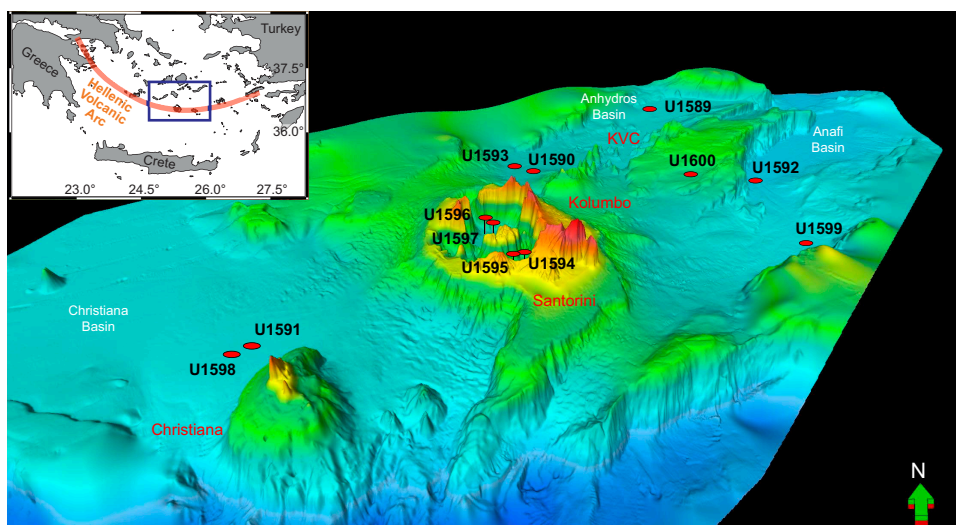 Turkey
Greece
37.5°
Hellenic
Volcanic
Arc
36.0°
Crete
23.0°
24.5°
26.0°
27.5°
Anhydros
Basin
U1589
KVC
Anafi
Basin
U1593
U1590
U1600
U1592
Kolumbo
U1596
U1599
U1597
U1595
U1594
Santorini
Christiana
Basin
U1591
U1598
Christiana
N